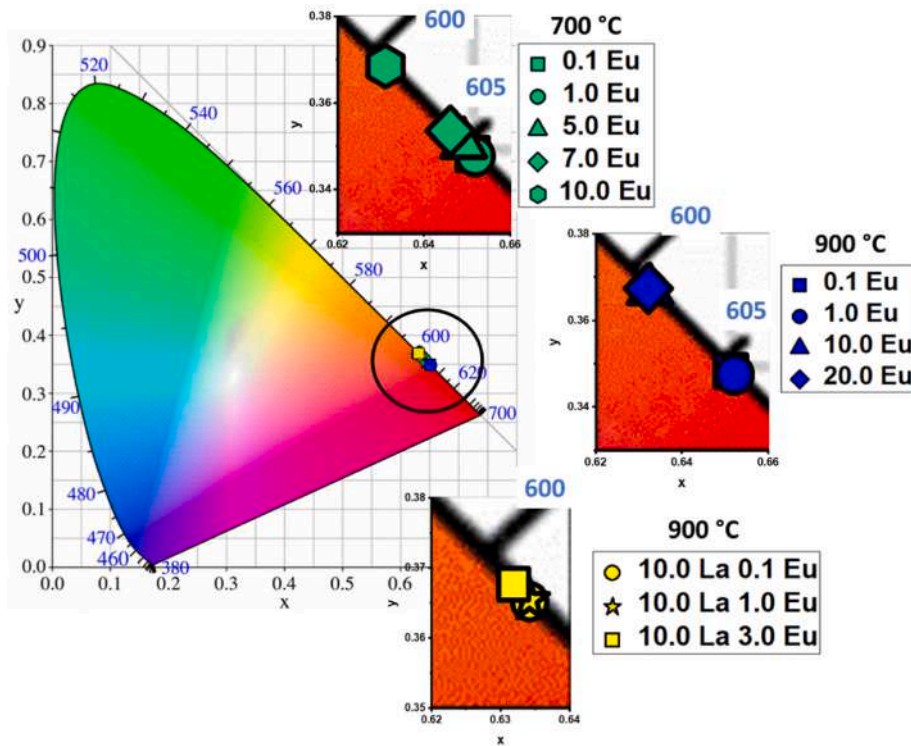 0.9
0.8
0.7
0.6
0.5
0.4
0.3
0.2
0.1
0.0
y
0.0
0.1
0.2
0.3
0.4
0.5
0.6
0.7
0.8
x
520
540
560
580
600
620
700
500
490
480
470
460
380
0.38
0.36
0.34
y
0.62
0.64
0.66
x
600
605
700 °C
0.1 Eu
1.0 Eu
5.0 Eu
7.0 Eu
10.0 Eu
0.38
0.36
0.34
y
0.62
0.64
0.66
x
600
605
900 °C
0.1 Eu
1.0 Eu
10.0 Eu
20.0 Eu
0.38
0.37
0.36
0.35
y
0.62
0.63
0.64
x
600
900 °C
10.0 La 0.1 Eu
10.0 La 1.0 Eu
10.0 La 3.0 Eu